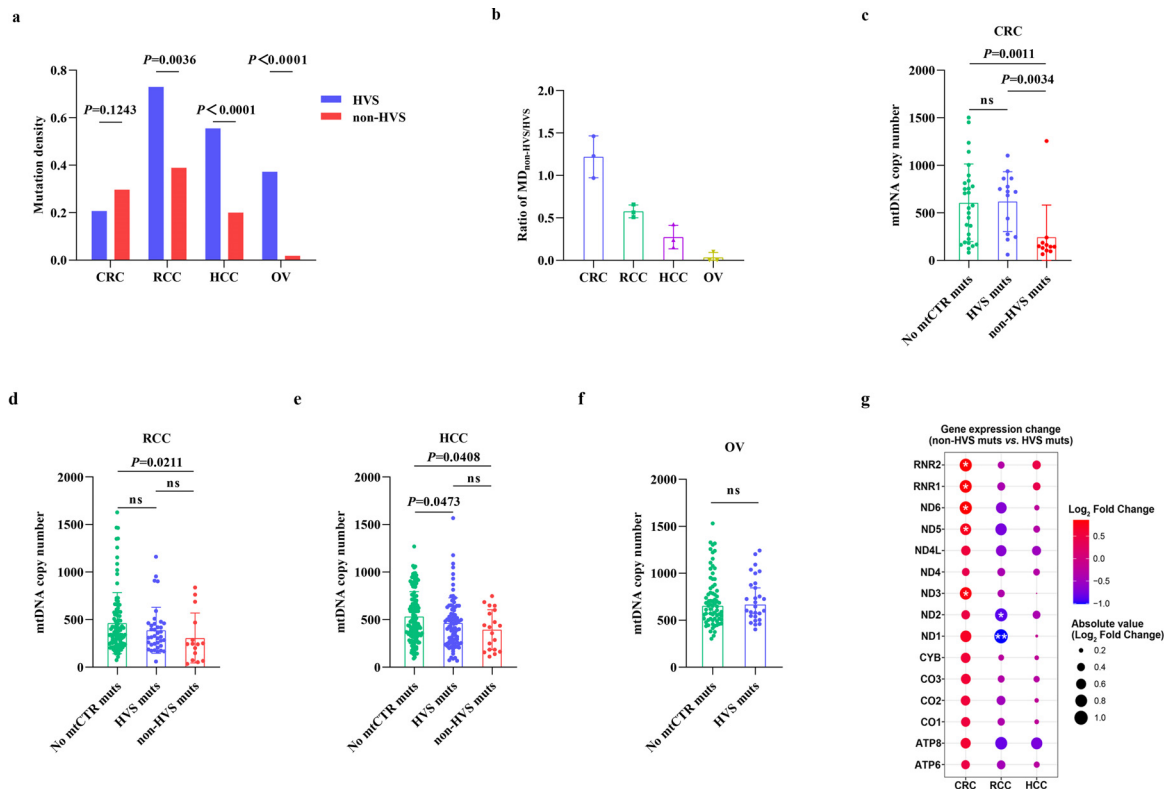 a
P=0.1243
P=0.0036
P<0.0001
P<0.0001
0.8
0.6
0.4
0.2
0.0
Mutation density
HVS
non-HVS
CRC
RCC
HCC
OV
b
2.0
1.5
1.0
0.5
0.0
Ratio of MDnon-HVS/HVS
CRC
RCC
HCC
OV
c
CRC
P=0.0011
P=0.0034
ns
2000
1500
1000
500
0
mtDNA copy number
No mtCTR muts
HVS muts
non-HVS muts
d
RCC
P=0.0211
ns
ns
2000
1500
1000
500
0
mtDNA copy number
No mtCTR muts
HVS muts
non-HVS muts
e
HCC
P=0.0408
ns
P=0.0473
2000
1500
1000
500
0
mtDNA copy number
No mtCTR muts
HVS muts
non-HVS muts
f
OV
ns
2000
1500
1000
500
0
mtDNA copy number
No mtCTR muts
HVS muts
g
Gene expression change
(non-HVS muts vs. HVS muts)
RNR2 *
RNR1 *
ND6 *
ND5 *
ND4L
ND4
ND3 *
ND2 *
ND1 **
CYB
CO3
CO2
CO1
ATP8
ATP6
CRC
RCC
HCC
Log2 Fold Change
0.5
0.0
-0.5
-1.0
Absolute value
(Log2 Fold Change)
0.2
0.4
0.6
0.8
1.0